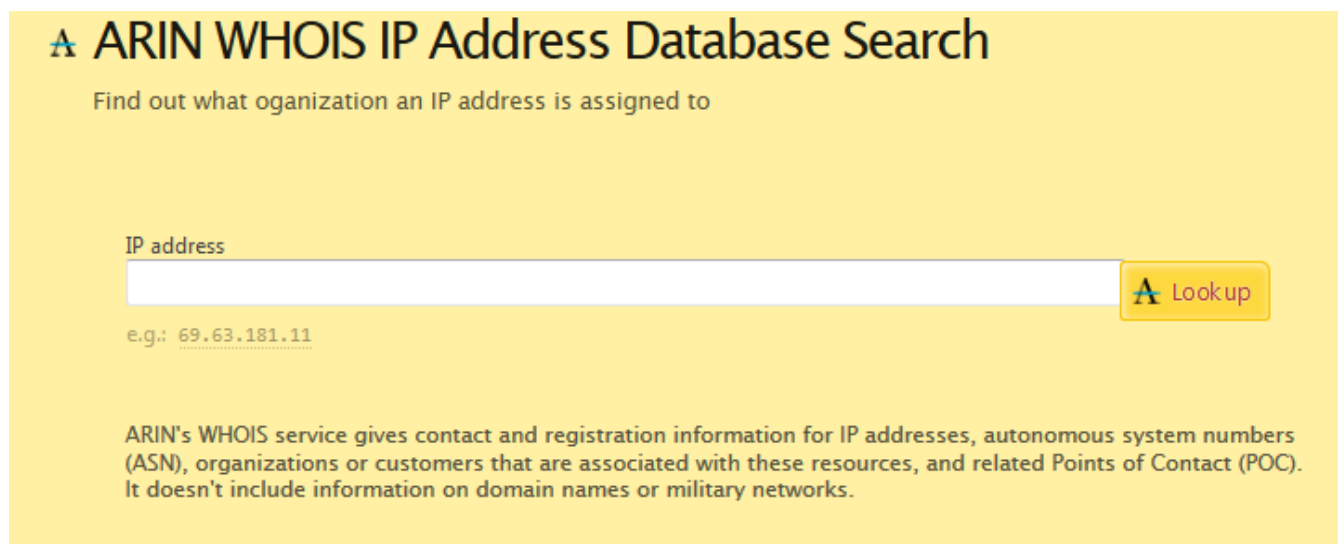 ARIN WHOIS IP Address Database Search
Find out what oganization an IP address is assigned to
IP address
A Lookup
e.g.: 69.63.181.11
ARIN's WHOIS service gives contact and registration information for IP addresses, autonomous system numbers
(ASN), organizations or customers that are associated with these resources, and related Points of Contact (POC).
It doesn't include information on domain names or military networks.